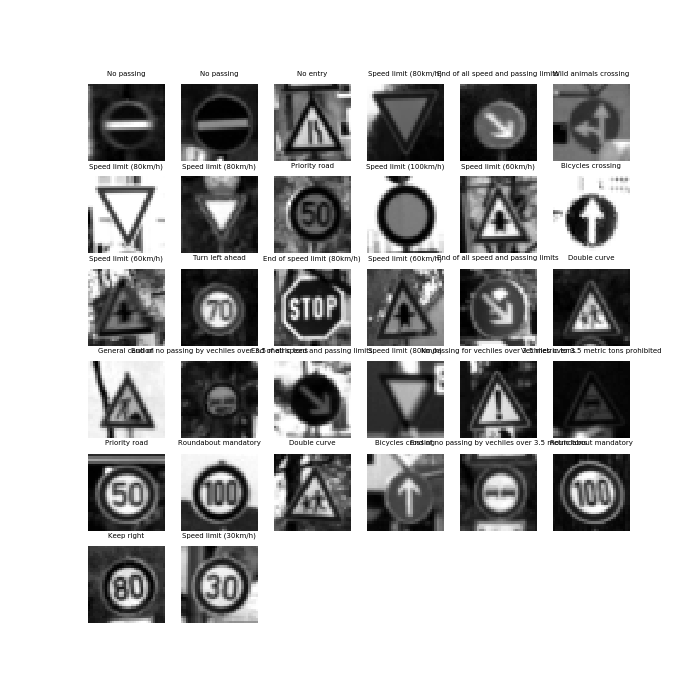 No passing
No passing
No entry
Speed limit (80km/h)
End of all speed and passing limits
Wild animals crossing
Speed limit (80km/h)
Speed limit (80km/h)
Priority road
Speed limit (100km/h)
Speed limit (60km/h)
Bicycles crossing
50
Speed limit (60km/h)
Turn left ahead
End of speed limit (80km/h)
Speed limit (60km/h)
End of all speed and passing limits
Double curve
70
STOP
General caution
End of no passing by vechiles over 3.5 metric tons
End of all speed and passing limits
Speed limit (80km/h)
No passing for vechiles over 3.5 metric tons
Vechiles over 3.5 metric tons prohibited
Priority road
Roundabout mandatory
Double curve
Bicycles crossing
End of no passing by vechiles over 3.5 metric tons
Roundabout mandatory
50
100
100
Keep right
Speed limit (30km/h)
80
30